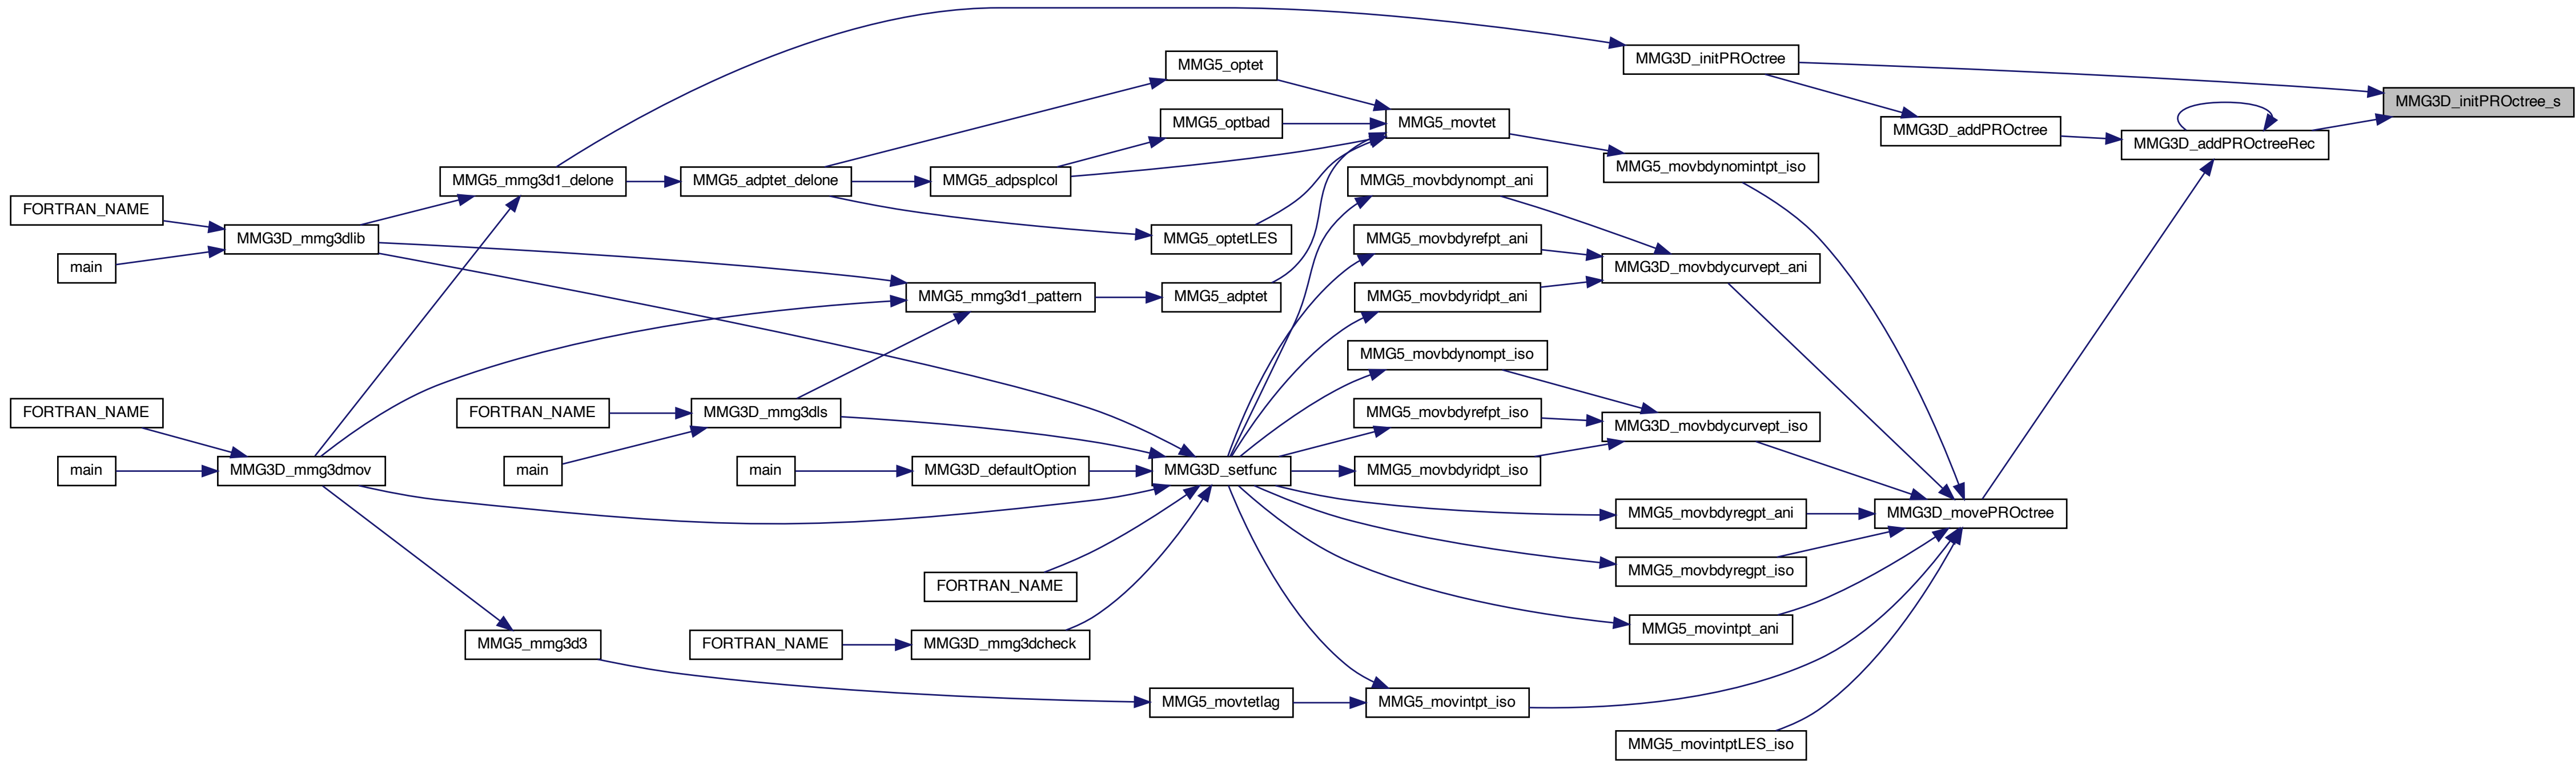 MMG5_optet
MMG3D_initPROctree
MMG3D_initPROctree_s
MMG5_optbad
MMG5_movtet
MMG3D_addPROctree
MMG3D_addPROctreeRec
MMG5_movbdynomintpt_iso
MMG5_mmg3d1_delone
MMG5_adptet_delone
MMG5_adpsplcol
MMG5_movbdynompt_ani
FORTRAN_NAME
MMG3D_mmg3dlib
MMG5_optetLES
MMG5_movbdyrefpt_ani
main
MMG3D_movbdycurvept_ani
MMG5_mmg3d1_pattern
MMG5_adptet
MMG5_movbdyridpt_ani
MMG5_movbdynompt_iso
FORTRAN_NAME
FORTRAN_NAME
MMG3D_mmg3dls
MMG5_movbdyrefpt_iso
MMG3D_movbdycurvept_iso
main
MMG3D_mmg3dmov
main
main
MMG3D_defaultOption
MMG3D_setfunc
MMG5_movbdyridpt_iso
MMG5_movbdyregpt_ani
MMG3D_movePROctree
MMG5_movbdyregpt_iso
FORTRAN_NAME
MMG5_movintpt_ani
MMG5_mmg3d3
FORTRAN_NAME
MMG3D_mmg3dcheck
MMG5_movtetlag
MMG5_movintpt_iso
MMG5_movintptLES_iso